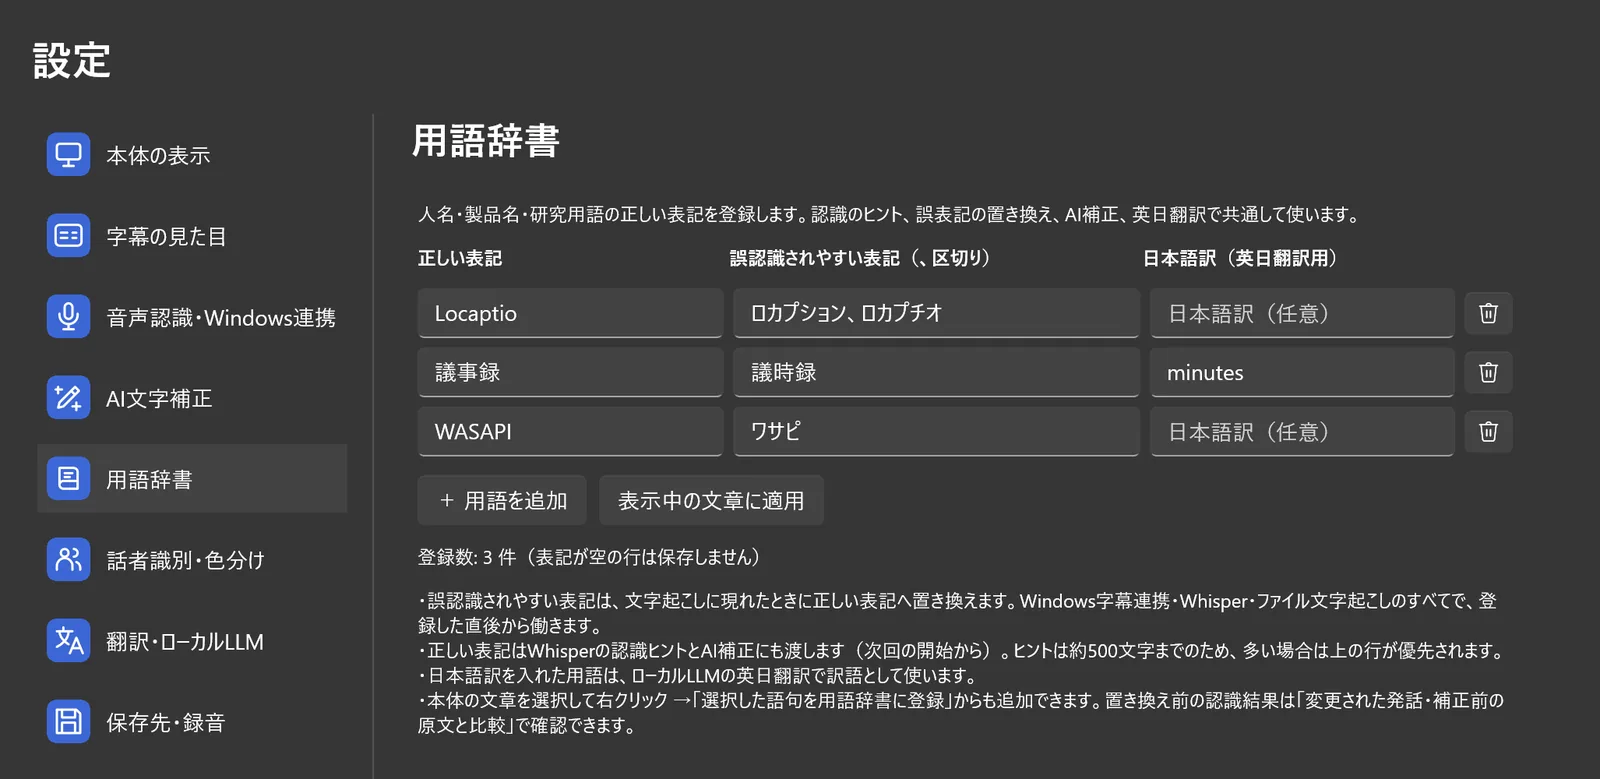 設定
本体の表示
字幕の見た目
音声認識・Windows連携
AI文字補正
用語辞書
話者識別・色分け
翻訳・ローカルLLM
保存先・録音
用語辞書
人名・製品名・研究用語の正しい表記を登録します。認識のヒント、誤表記の置き換え、AI補正、英日翻訳で共通して使います。
正しい表記 誤認識されやすい表記（、区切り） 日本語訳（英日翻訳用）
Locaptio ロカプション、ロカプチオ 日本語訳（任意）
議事録 議時録 minutes
WASAPI ワサピ 日本語訳（任意）
+ 用語を追加 表示中の文章に適用
登録数: 3 件（表記が空の行は保存しません）
・誤認識されやすい表記は、文字起こしに現れたときに正しい表記へ置き換えます。Windows字幕連携・Whisper・ファイル文字起こしのすべてで、登
録した直後から働きます。
・正しい表記はWhisperの認識ヒントとAI補正にも渡します（次回の開始から）。ヒントは約500文字までのため、多い場合は上の行が優先されます。
・日本語訳を入れた用語は、ローカルLLMの英日翻訳で訳語として使います。
・本体の文章を選択して右クリック →「選択した語句を用語辞書に登録」からも追加できます。置き換え前の認識結果は「変更された発話・補正前の
原文と比較」で確認できます。